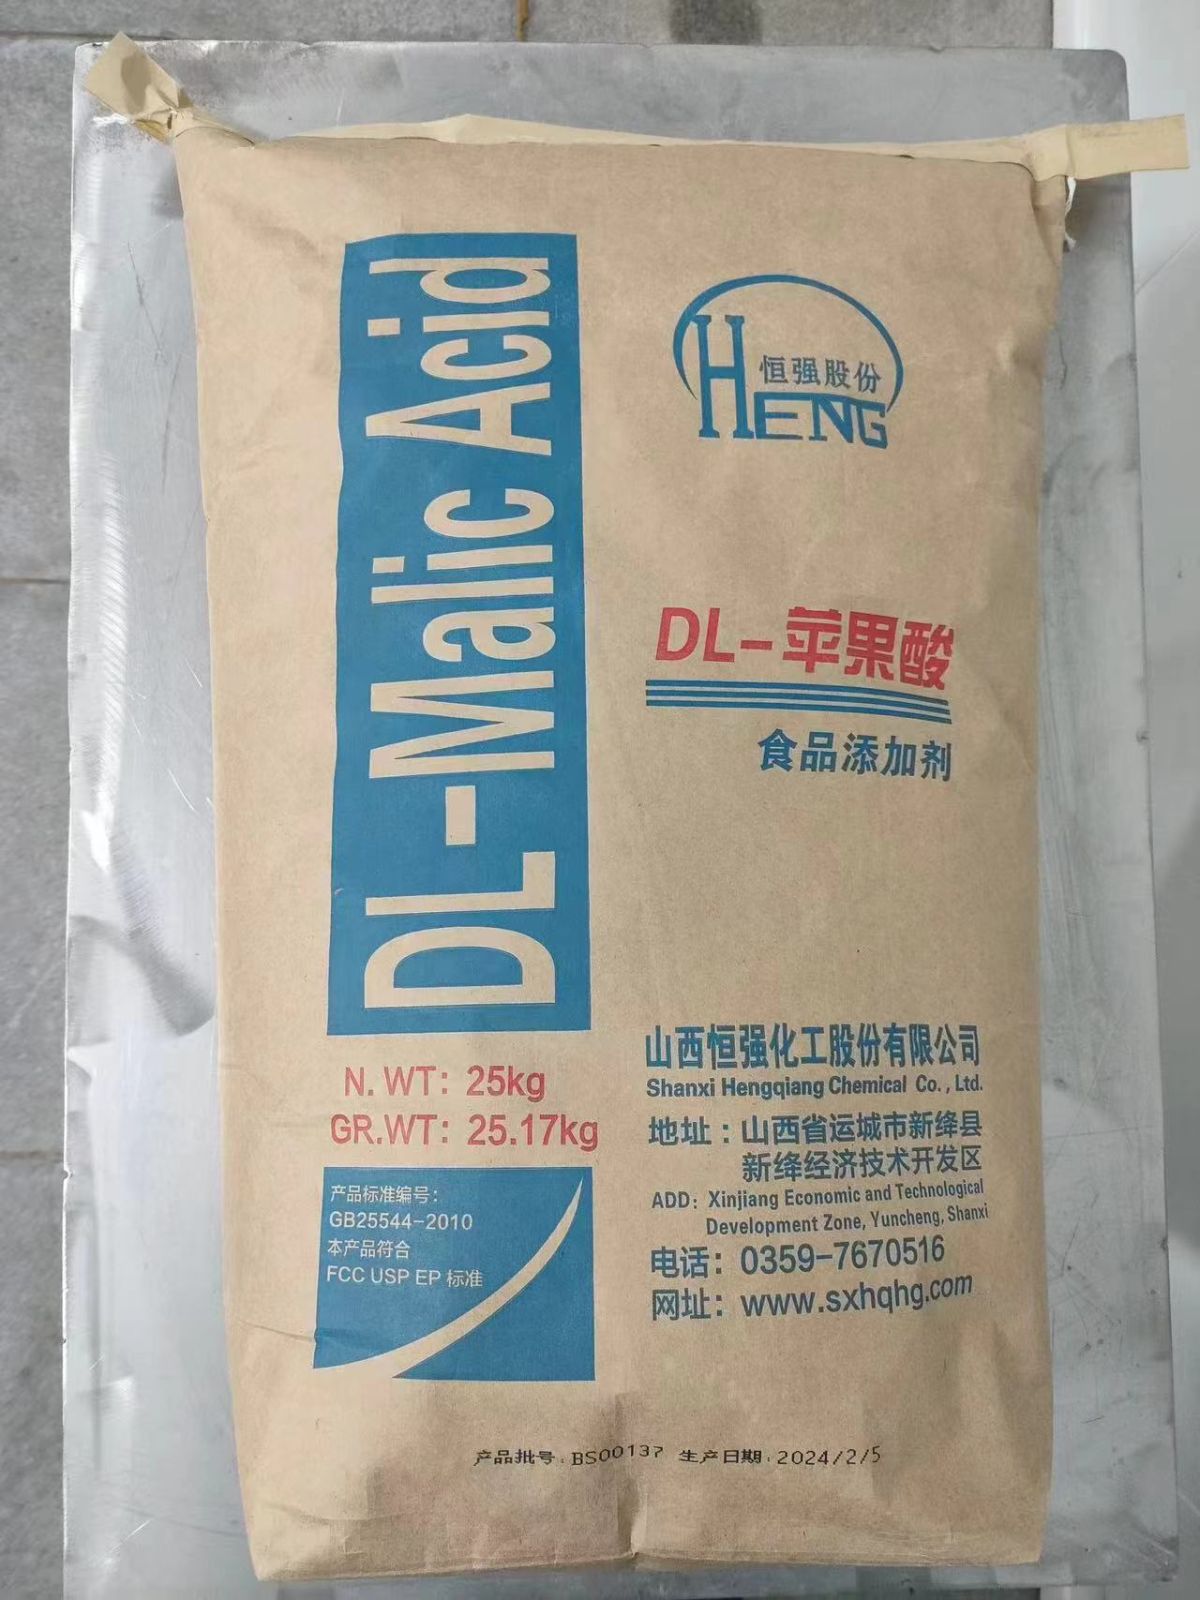 DL-Malic Acid
恒强股份
HENG
DL-苹果酸
食品添加剂
山西恒强化工股份有限公司
Shanxi Hengqiang Chemical Co., Ltd.
地址：山西省运城市新绛县
新绛经济技术开发区
ADD: Xinjiang Economic and Technological
Development Zone, Yuncheng, Shanxi
电话：0359-7670516
网址：www.sxhqhg.com
N. WT: 25kg
GR.WT: 25.17kg
产品标准编号：
GB25544-2010
本产品符合
FCC USP EP 标准
产品批号:BS00137 生产日期:2024/2/5